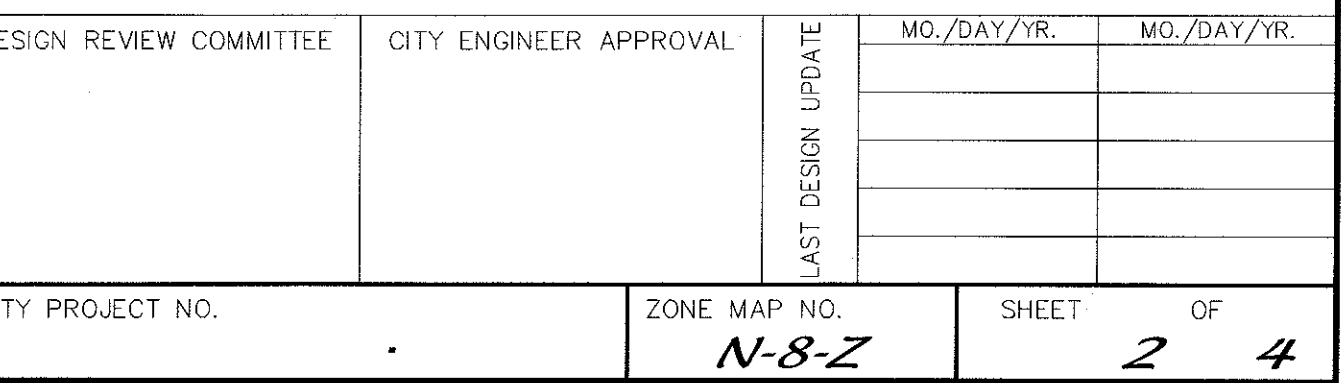 ESIGN REVIEW COMMITTEE
CITY ENGINEER APPROVAL
LAST DESIGN UPDATE
MO./DAY/YR. MO./DAY/YR.
TY PROJECT NO.
.
ZONE MAP NO.
N-8-Z
SHEET OF
2 4